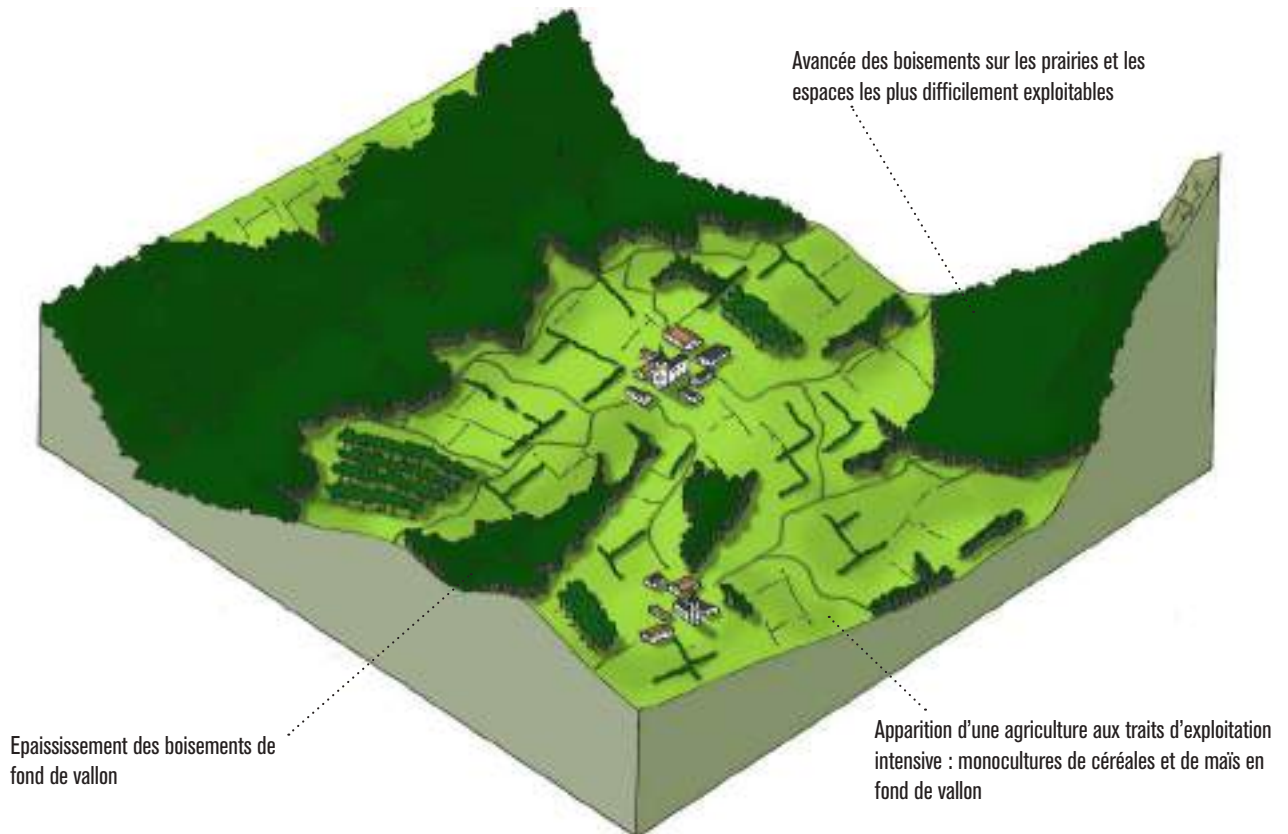 Avancée des boisements sur les prairies et les
espaces les plus difficilement exploitables
Epaississement des boisements de
fond de vallon
Apparition d'une agriculture aux traits d'exploitation
intensive : monocultures de céréales et de maïs en
fond de vallon